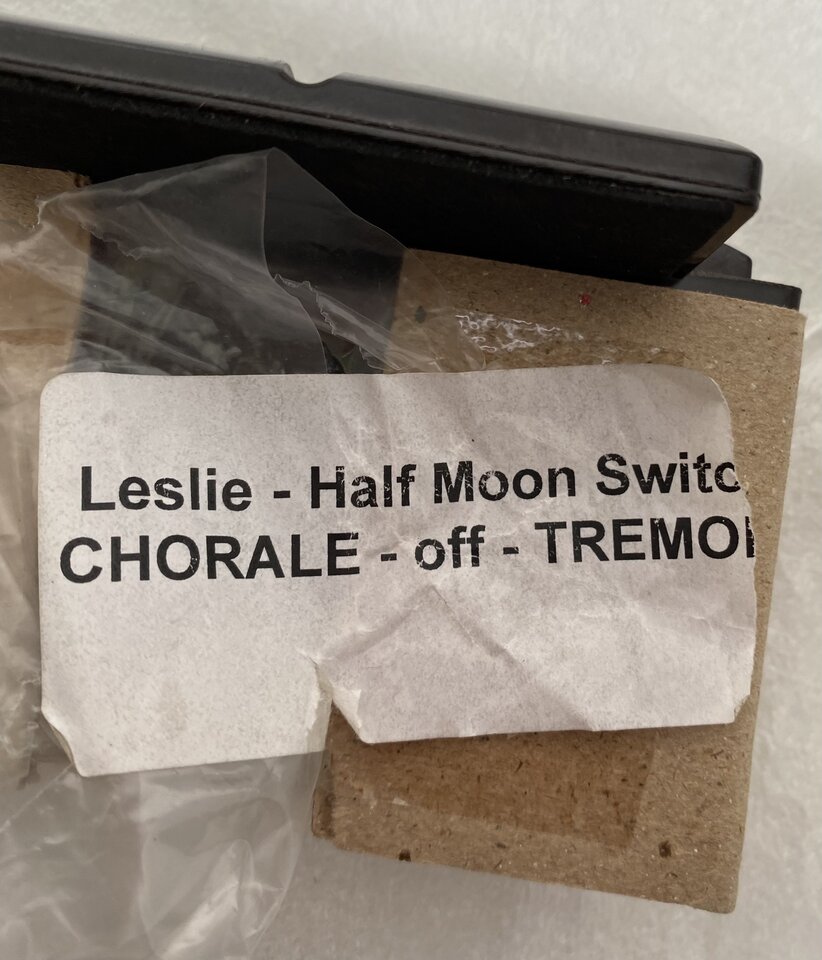 Leslie - Half Moon Switc
CHORALE - off - TREMO